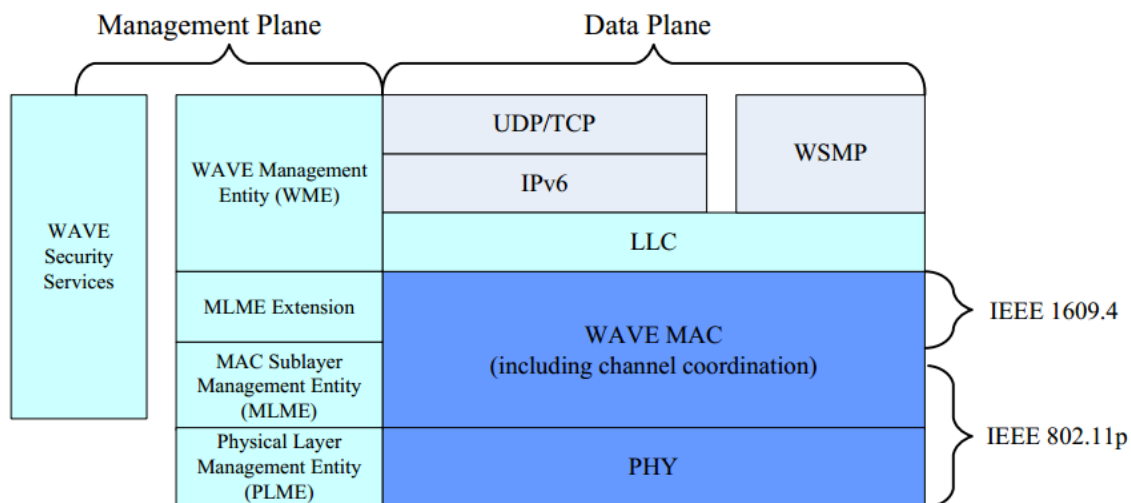 Management Plane
Data Plane
WAVE
Security
Services
WAVE Management
Entity (WME)
MLME Extension
MAC Sublayer
Management Entity
(MLME)
Physical Layer
Management Entity
(PLME)
UDP/TCP
IPv6
WSMP
LLC
WAVE MAC
(including channel coordination)
PHY
IEEE 1609.4
IEEE 802.11p